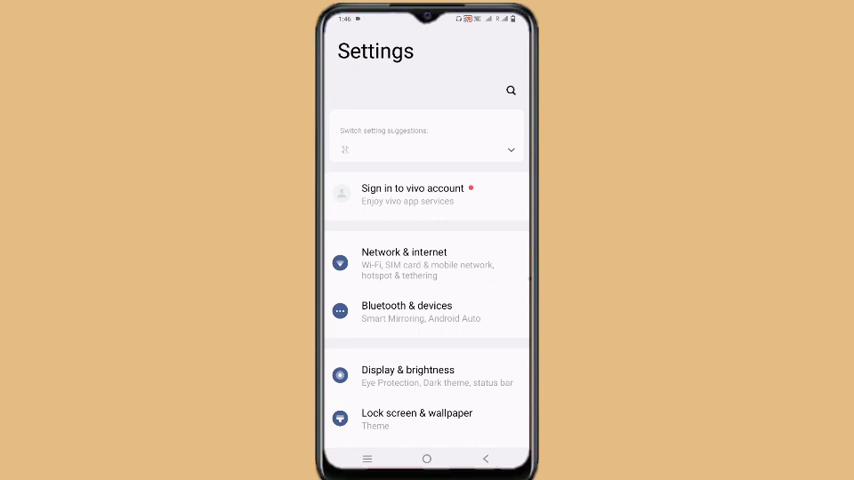 1:46
Settings
Switch setting suggestions:
Sign in to vivo account
Enjoy vivo app services
Network & internet
Wi-Fi, SIM card & mobile network,
hotspot & tethering
Bluetooth & devices
Smart Mirroring, Android Auto
Display & brightness
Eye Protection, Dark theme, status bar
Lock screen & wallpaper
Theme